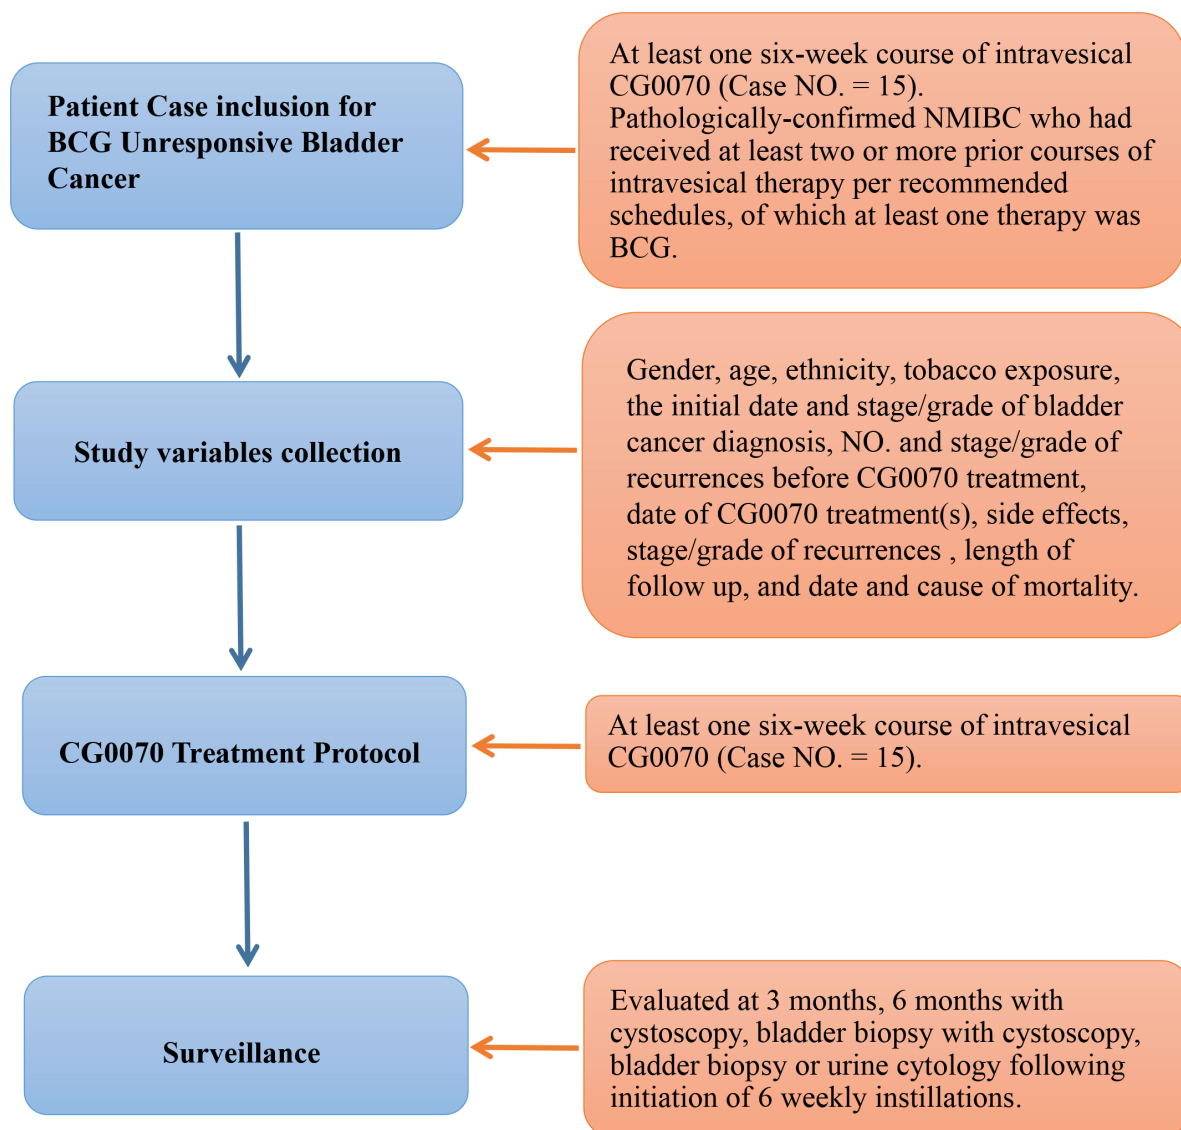 Patient Case inclusion for
BCG Unresponsive Bladder
Cancer
At least one six-week course of intravesical
CG0070 (Case NO. = 15).
Pathologically-confirmed NMIBC who had
received at least two or more prior courses of
intravesical therapy per recommended
schedules, of which at least one therapy was
BCG.
Study variables collection
Gender, age, ethnicity, tobacco exposure,
the initial date and stage/grade of bladder
cancer diagnosis, NO. and stage/grade of
recurrences before CG0070 treatment,
date of CG0070 treatment(s), side effects,
stage/grade of recurrences , length of
follow up, and date and cause of mortality.
CG0070 Treatment Protocol
At least one six-week course of intravesical
CG0070 (Case NO. = 15).
Surveillance
Evaluated at 3 months, 6 months with
cystoscopy, bladder biopsy with cystoscopy,
bladder biopsy or urine cytology following
initiation of 6 weekly instillations.